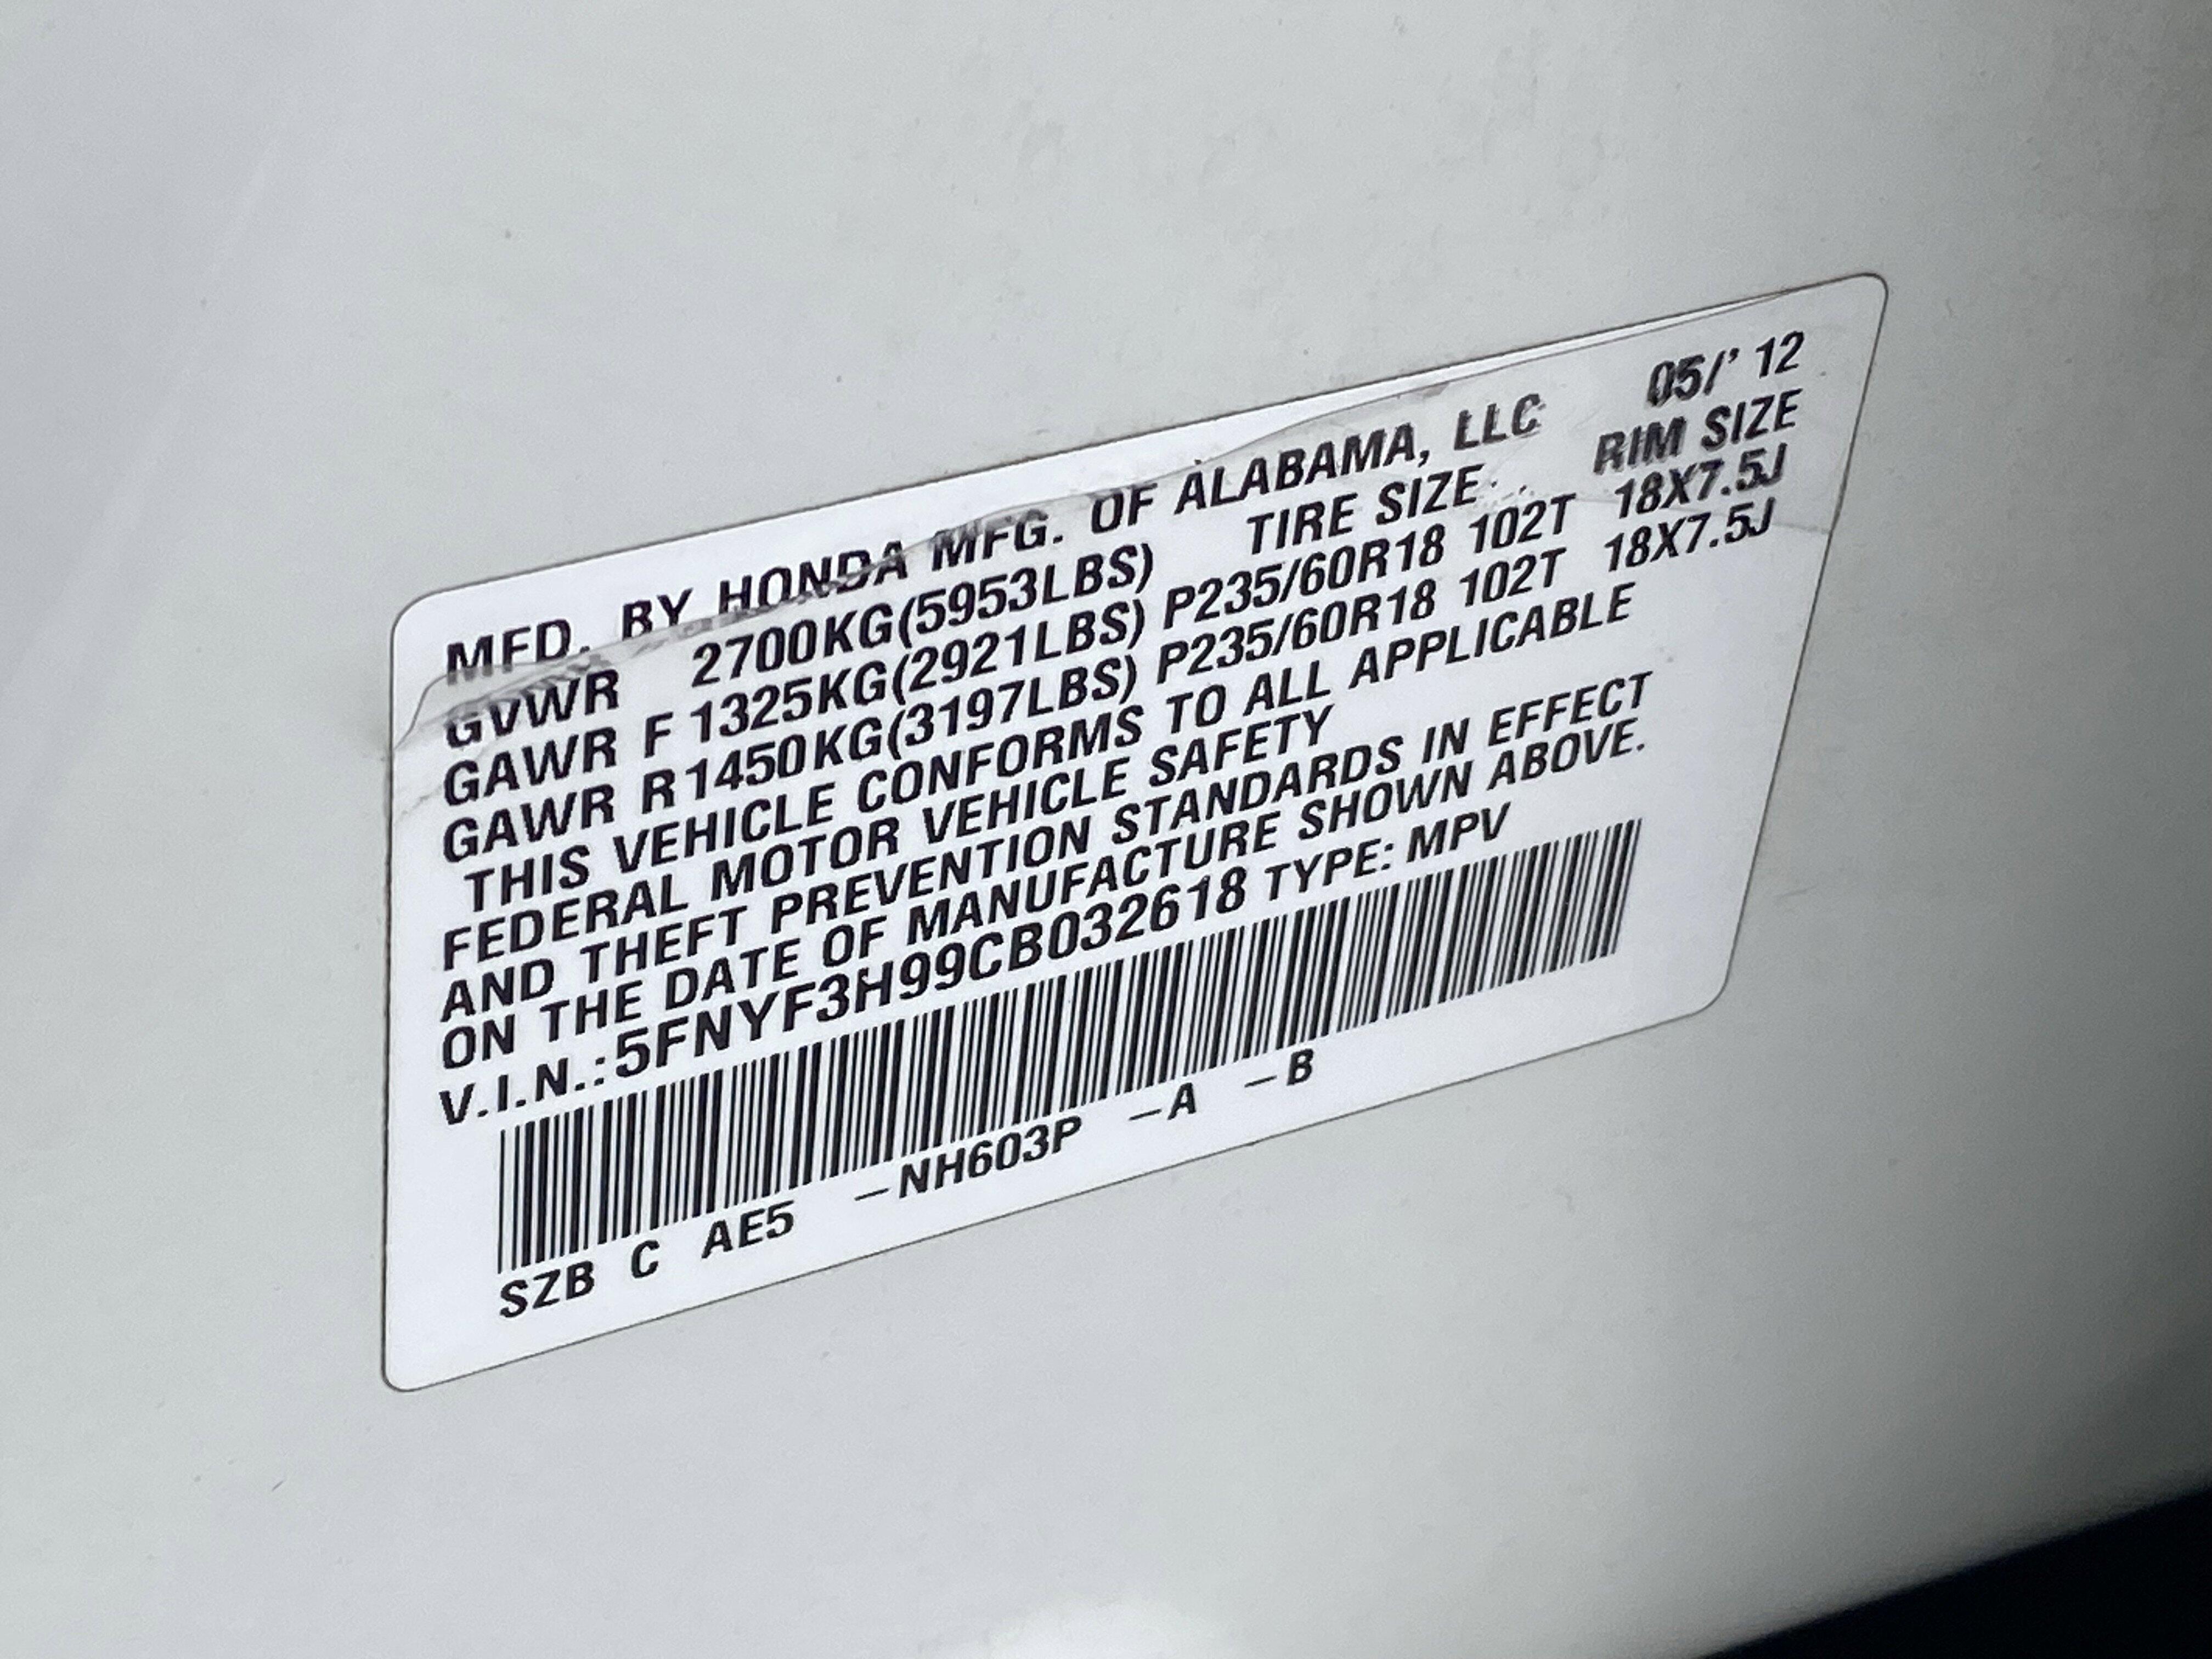 MFD. BY HONDA MFG. OF ALABAMA, LLC 05/' 12
GVWR 2700KG(5953LBS) TIRE SIZE RIM SIZE
GAWR F 1325KG(2921LBS) P235/60R18 102T 18X7.5J
GAWR R1450KG(3197LBS) P235/60R18 102T 18X7.5J
THIS VEHICLE CONFORMS TO ALL APPLICABLE
FEDERAL MOTOR VEHICLE SAFETY
AND THEFT PREVENTION STANDARDS IN EFFECT
ON THE DATE OF MANUFACTURE SHOWN ABOVE.
V.I.N.:5FNYF3H99CB032618 TYPE: MPV
SZB C AE5 –NH603P –A –B